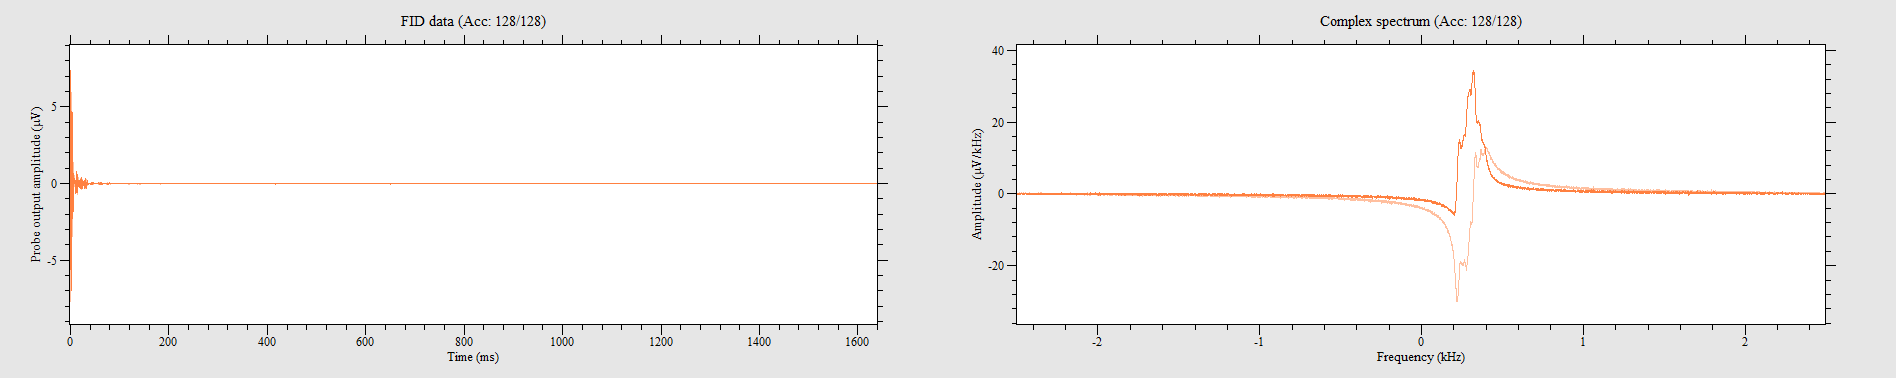 FID data (Acc: 128/128)
Probe output amplitude (µV)
5
0
-5
0 200 400 600 800 1000 1200 1400 1600
Time (ms)
Complex spectrum (Acc: 128/128)
Amplitude (µV/kHz)
40
20
0
-20
-2 -1 0 1 2
Frequency (kHz)